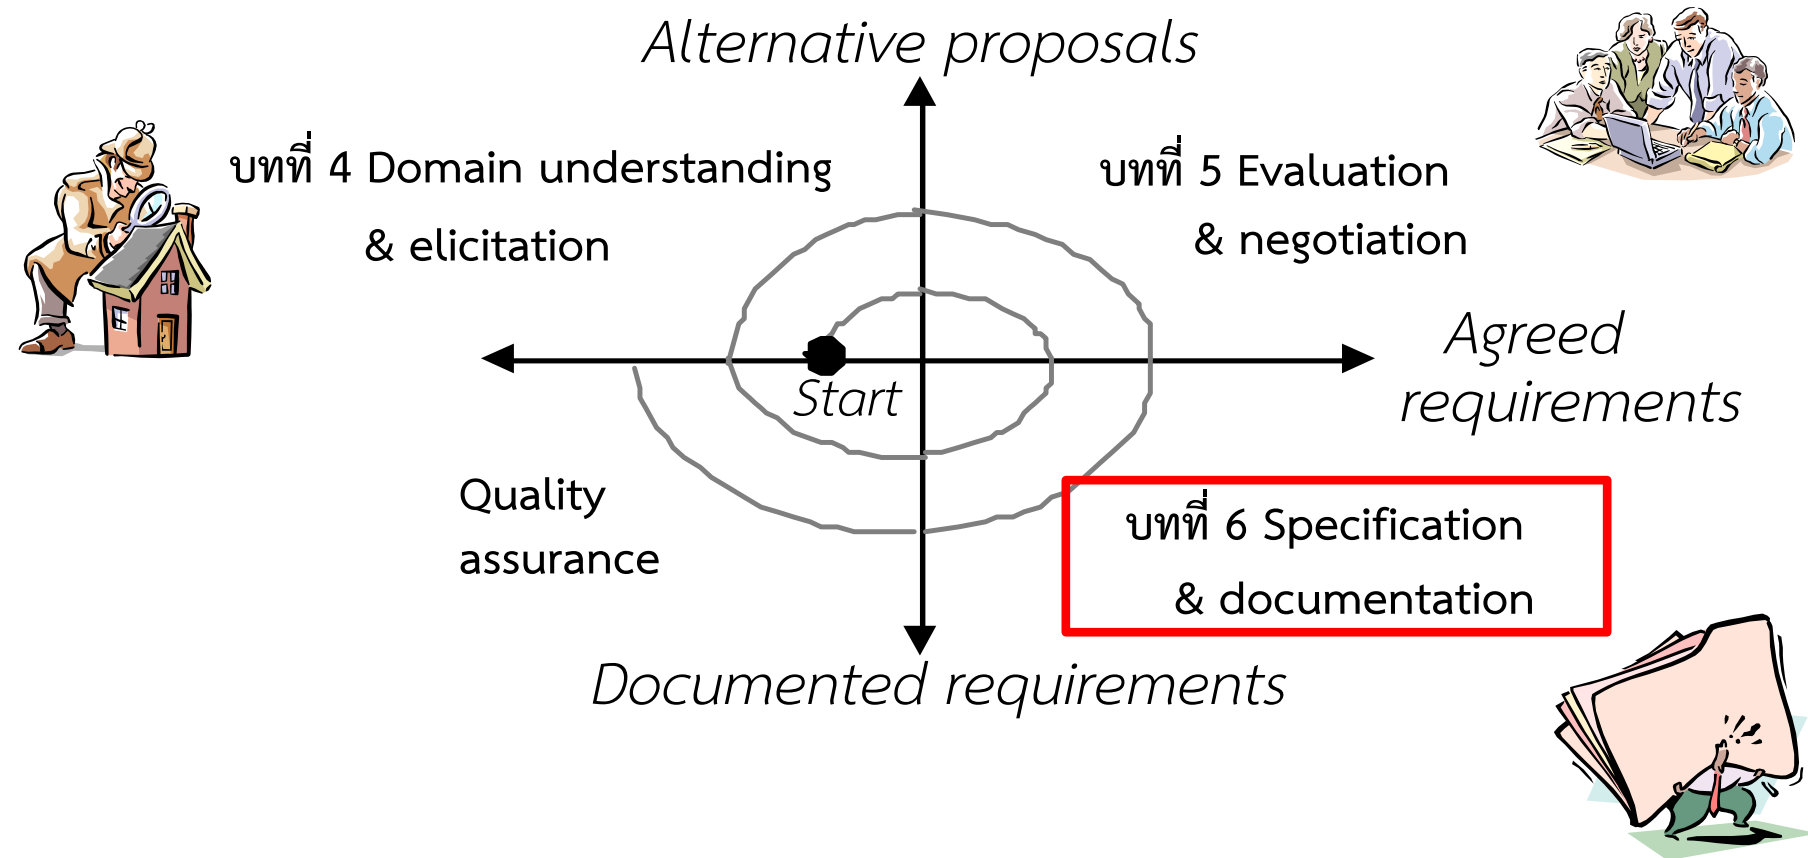 Alternative proposals
บทที่ 4 Domain understanding
& elicitation
บทที่ 5 Evaluation
& negotiation
Agreed
requirements
Start
Quality
assurance
บทที่ 6 Specification
& documentation
Documented requirements